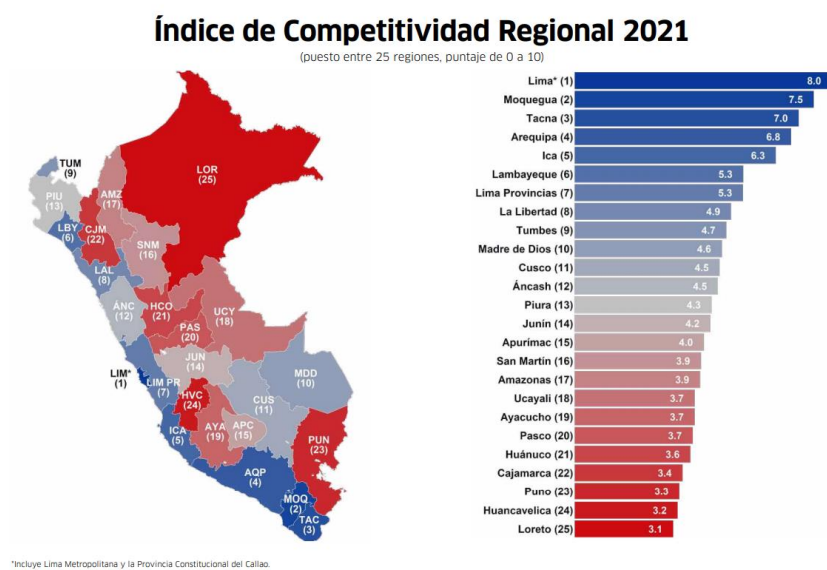 Índice de Competitividad Regional 2021
(puesto entre 25 regiones, puntaje de 0 a 10)
TUM
(9)
PIU
(13)
LBY
(6)
CJM
(22)
AMZ
(17)
LOR
(25)
SNM
(16)
LAL
(8)
ÁNC
(12)
HCO
(21)
UCY
(18)
PAS
(20)
JUN
(14)
LIM*
(1)
LIM PR
(7)
HVC
(24)
MDD
(10)
CUS
(11)
ICA
(5)
AYA
(19)
APC
(15)
PUN
(23)
AQP
(4)
MOQ
(2)
TAC
(3)
Lima* (1) 8.0
Moquegua (2) 7.5
Tacna (3) 7.0
Arequipa (4) 6.8
Ica (5) 6.3
Lambayeque (6) 5.3
Lima Provincias (7) 5.3
La Libertad (8) 4.9
Tumbes (9) 4.7
Madre de Dios (10) 4.6
Cusco (11) 4.5
Áncash (12) 4.5
Piura (13) 4.3
Junín (14) 4.2
Apurímac (15) 4.0
San Martín (16) 3.9
Amazonas (17) 3.9
Ucayali (18) 3.7
Ayacucho (19) 3.7
Pasco (20) 3.7
Huánuco (21) 3.6
Cajamarca (22) 3.4
Puno (23) 3.3
Huancavelica (24) 3.2
Loreto (25) 3.1
*Incluye Lima Metropolitana y la Provincia Constitucional del Callao.